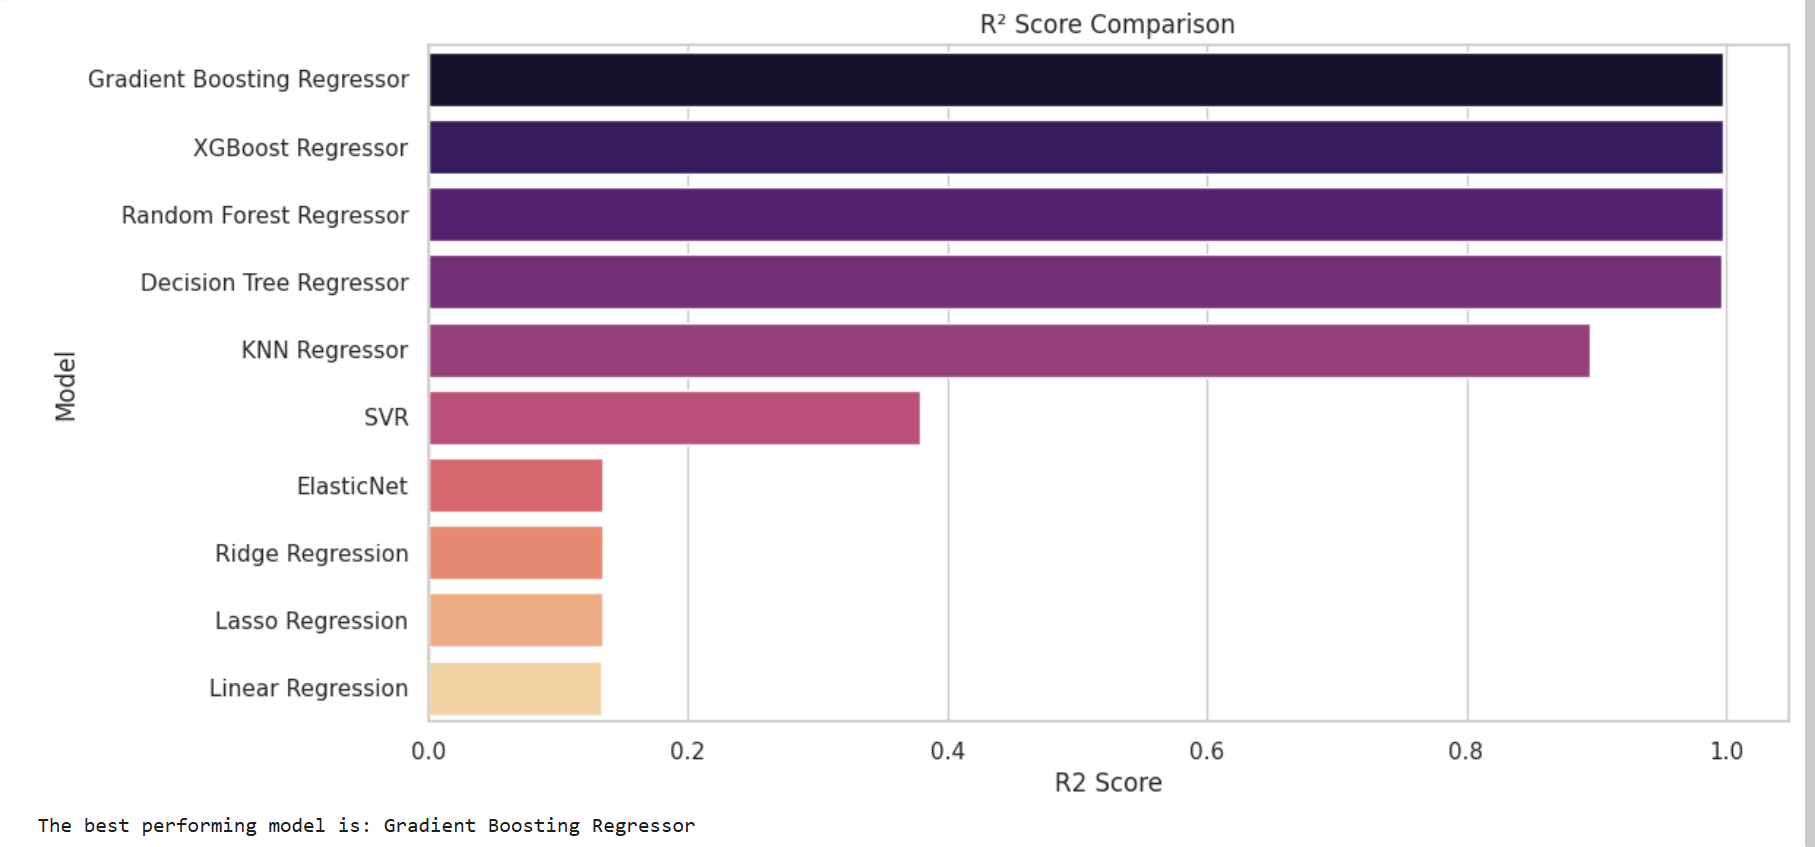 R² Score Comparison
Gradient Boosting Regressor
XGBoost Regressor
Random Forest Regressor
Decision Tree Regressor
KNN Regressor
SVR
ElasticNet
Ridge Regression
Lasso Regression
Linear Regression
Model
0.0 0.2 0.4 0.6 0.8 1.0
R2 Score
The best performing model is: Gradient Boosting Regressor